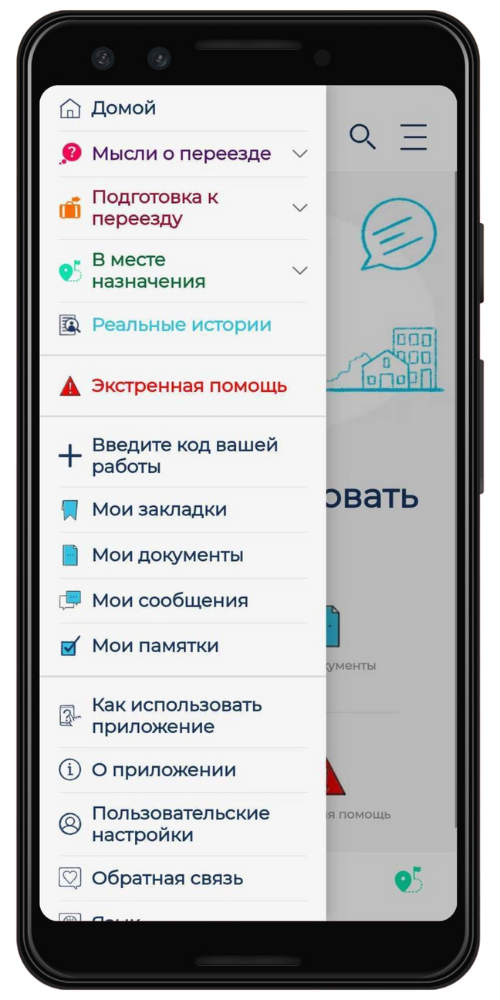 Домой
Мысли о переезде
Подготовка к
переезду
В месте
назначения
Реальные истории
Экстренная помощь
Введите код вашей
работы
Мои закладки
Мои документы
Мои сообщения
Мои памятки
Как использовать
приложение
О приложении
Пользовательские
настройки
Обратная связь
Язык
овать
кументы
я помощь